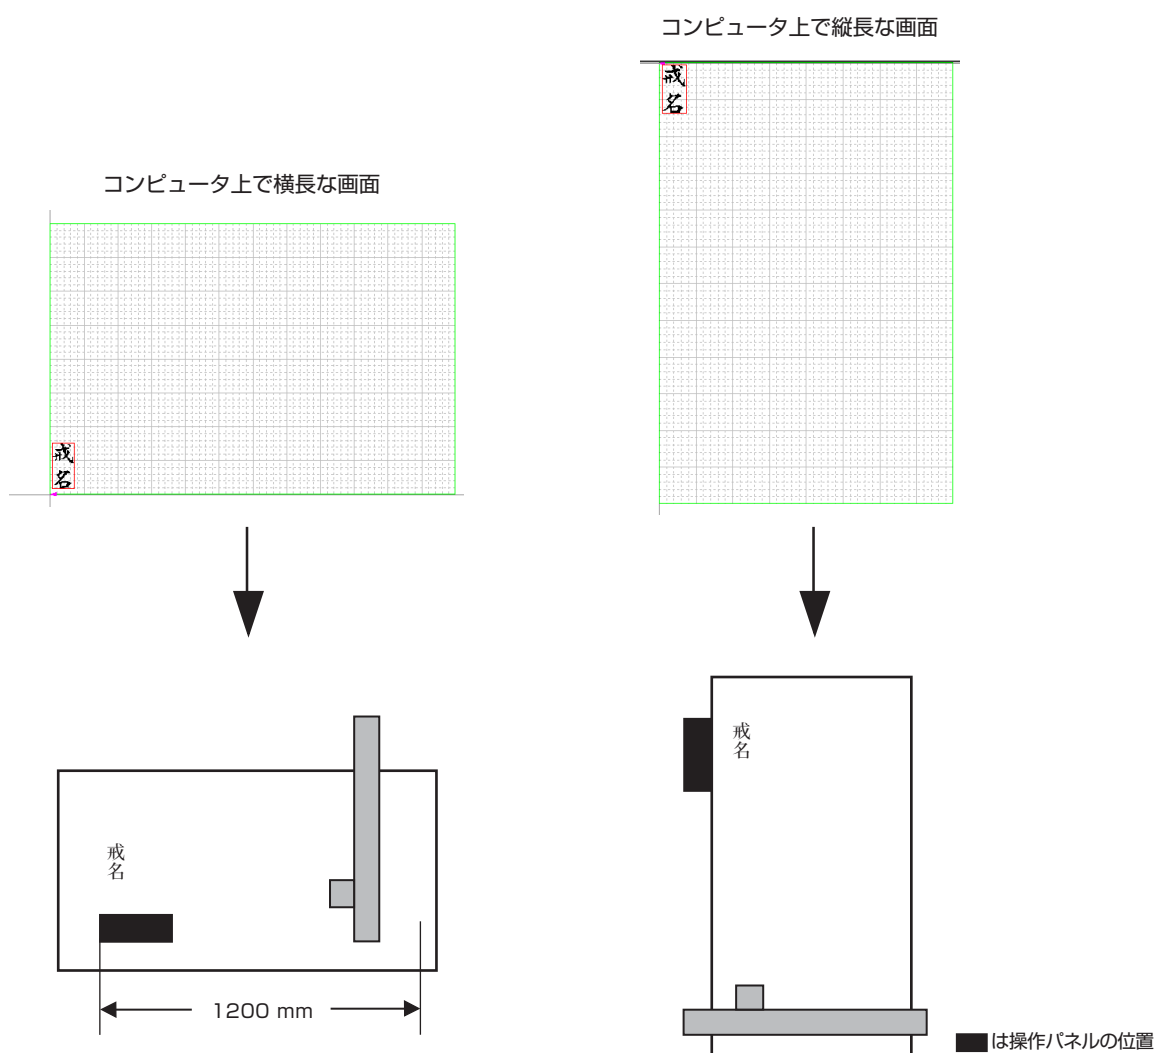 コンピュータ上で縦長な画面
戒
名
コンピュータ上で横長な画面
戒
名
戒
名
戒
名
1200 mm
は操作パネルの位置